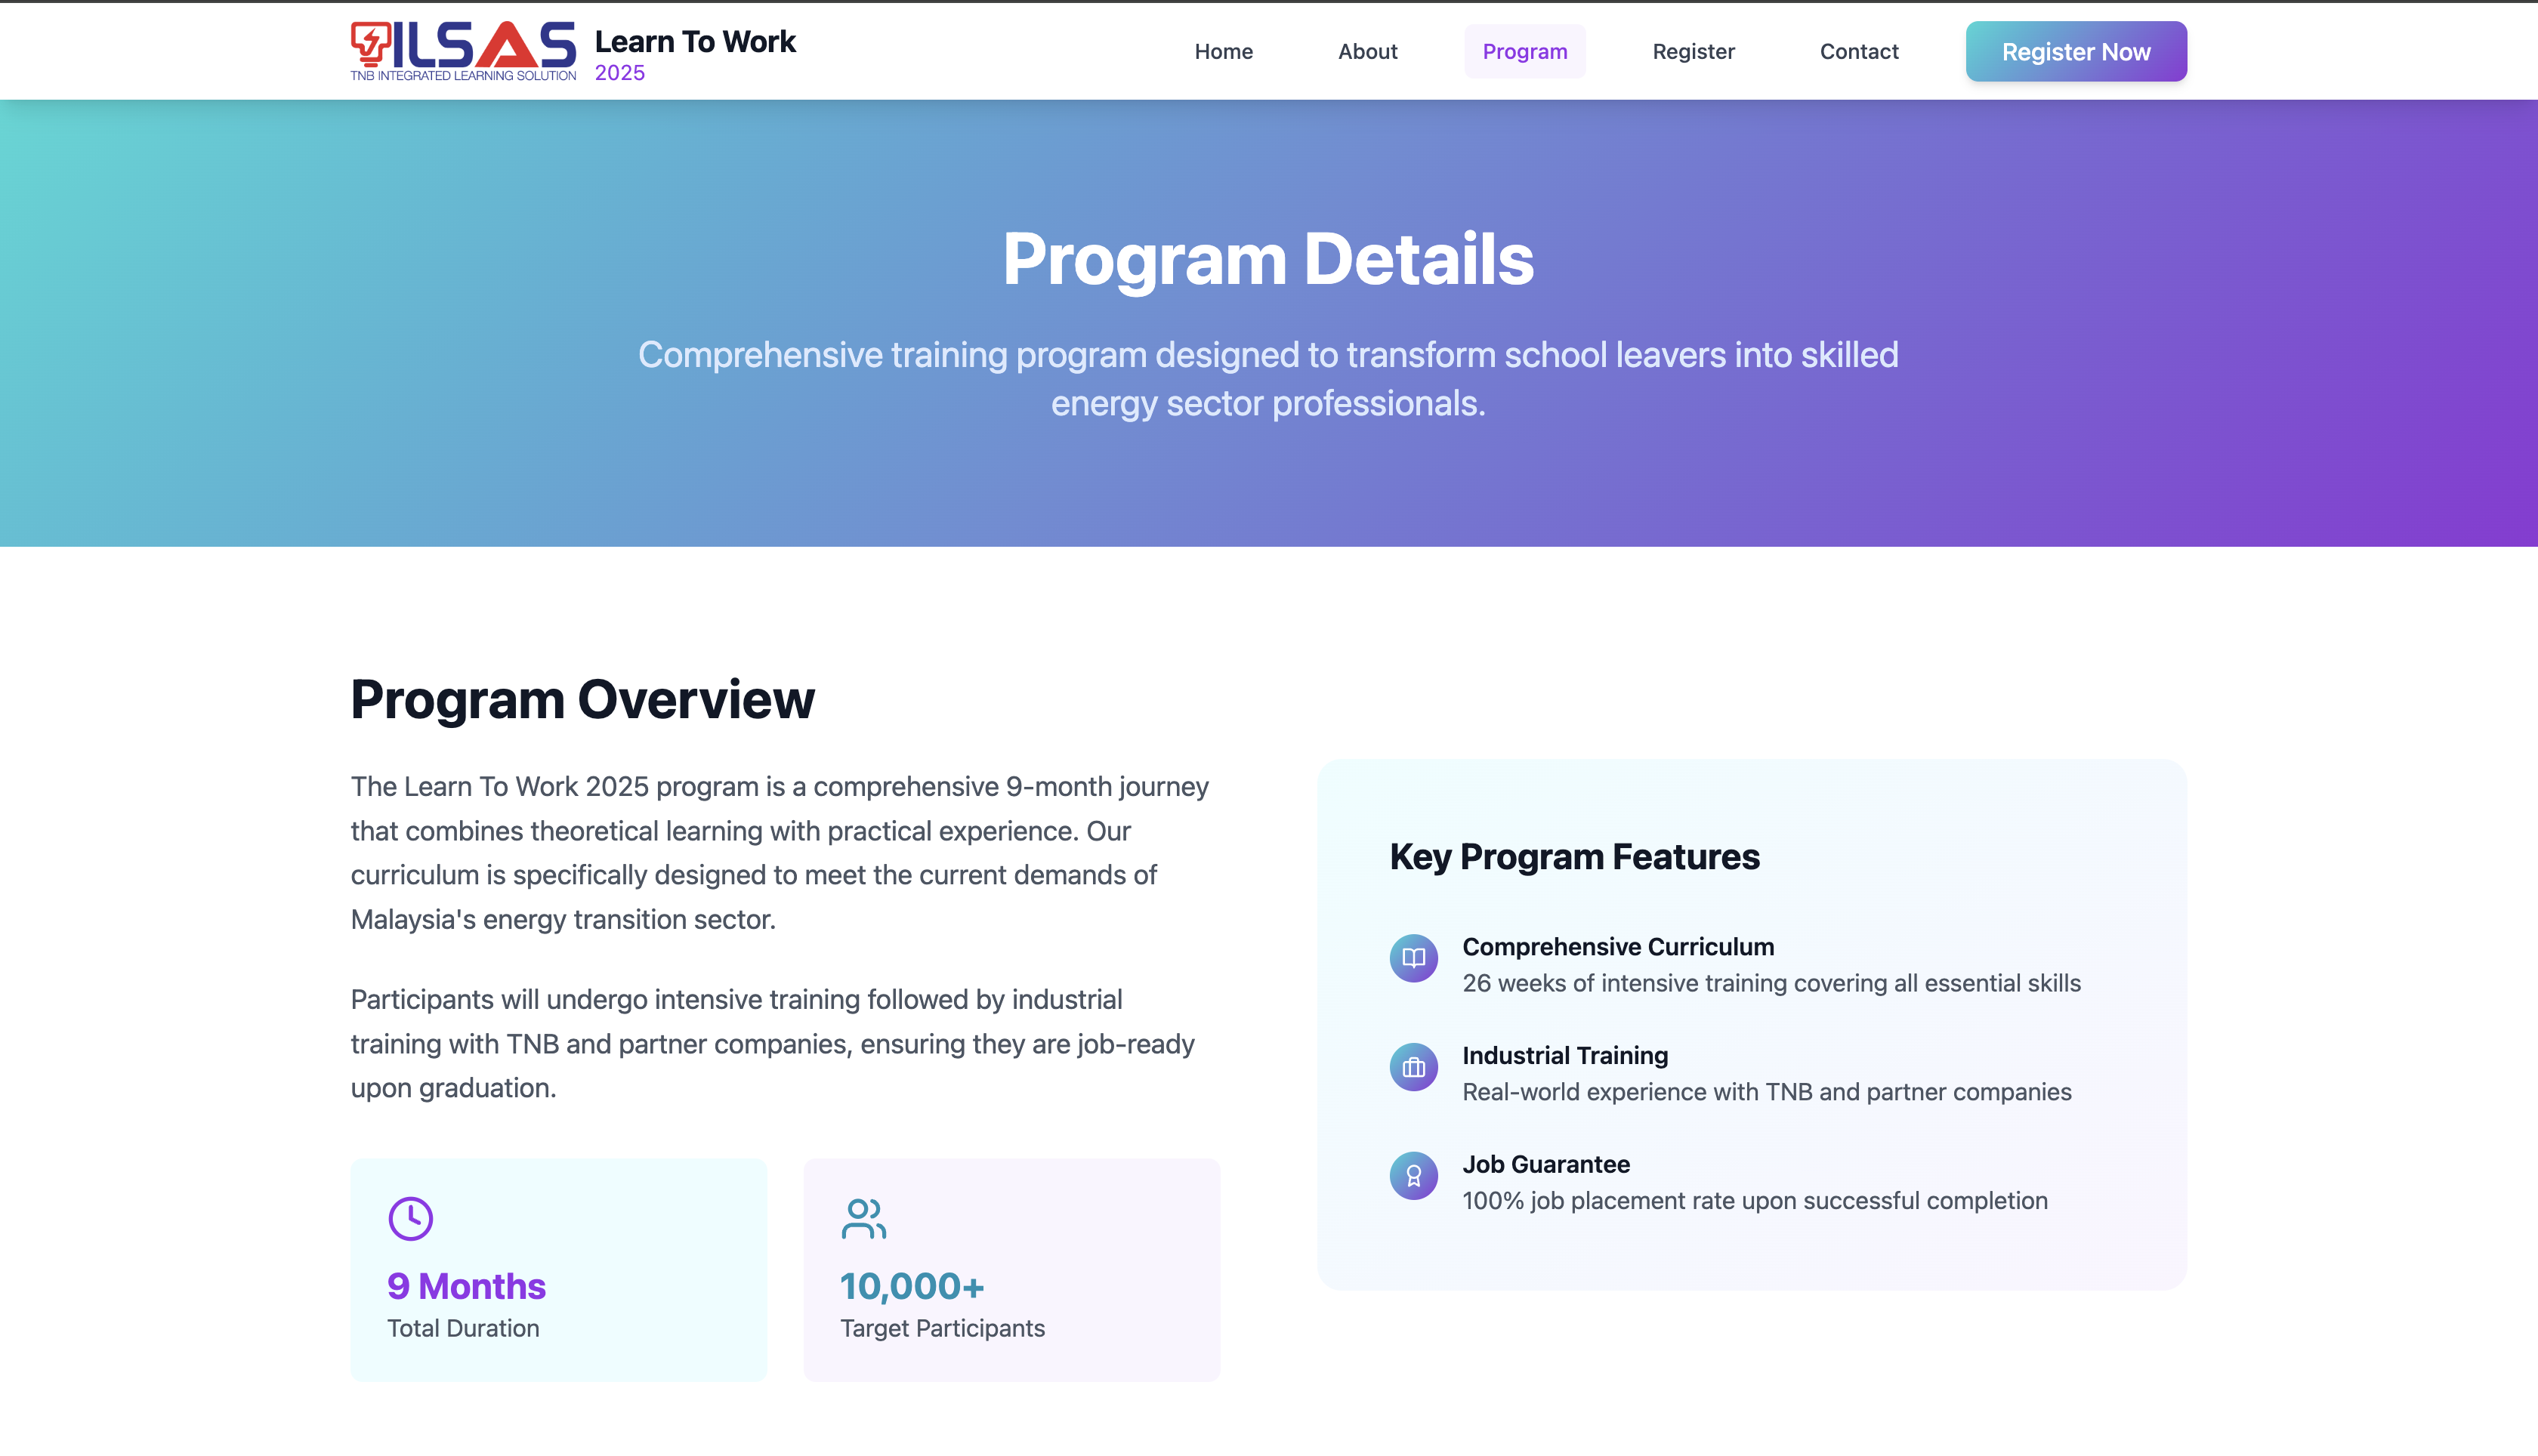 ILSAS
TNB INTEGRATED LEARNING SOLUTION
Learn To Work
2025
Home
About
Program
Register
Contact
Register Now
Program Details
Comprehensive training program designed to transform school leavers into skilled
energy sector professionals.
Program Overview
The Learn To Work 2025 program is a comprehensive 9-month journey
that combines theoretical learning with practical experience. Our
curriculum is specifically designed to meet the current demands of
Malaysia's energy transition sector.
Participants will undergo intensive training followed by industrial
training with TNB and partner companies, ensuring they are job-ready
upon graduation.
9 Months
Total Duration
10,000+
Target Participants
Key Program Features
Comprehensive Curriculum
26 weeks of intensive training covering all essential skills
Industrial Training
Real-world experience with TNB and partner companies
Job Guarantee
100% job placement rate upon successful completion